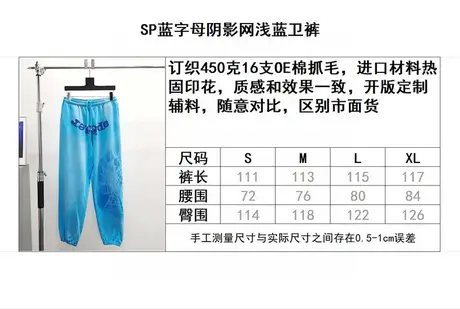 SP蓝字母阴影网浅蓝卫裤
订织450克16支OE棉抓毛，进口材料热
固印花，质感和效果一致，开版定制
辅料，随意对比，区别市面货
尺码 S M L XL
裤长 111 113 115 117
腰围 72 76 80 84
臀围 114 118 122 126
手工测量尺寸与实际尺寸之间存在0.5-1cm误差